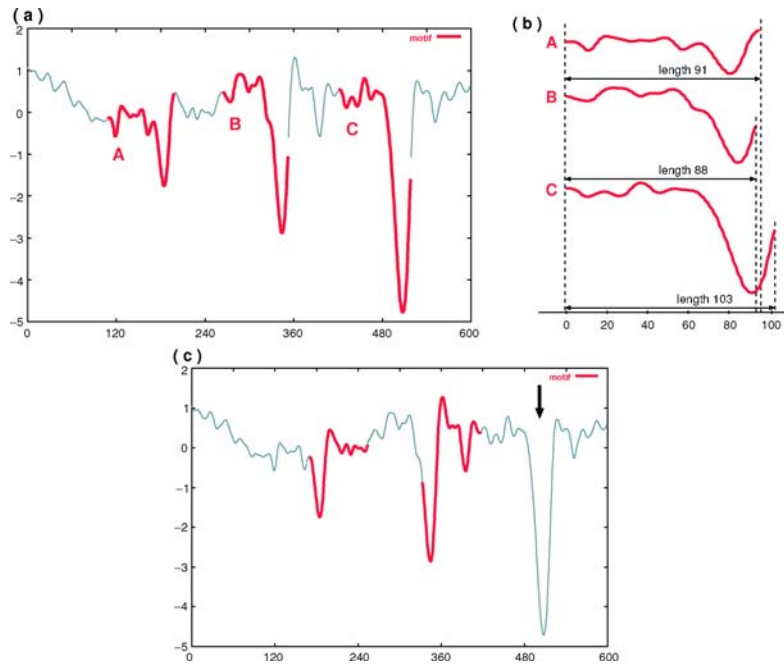 ( a )
2
1
0
−1
−2
−3
−4
−5
0 120 240 360 480 600
motif
A
B
C
( b )
A
length 91
B
length 88
C
length 103
0 20 40 60 80 100
( c )
2
1
0
−1
−2
−3
−4
−5
0 120 240 360 480 600
motif